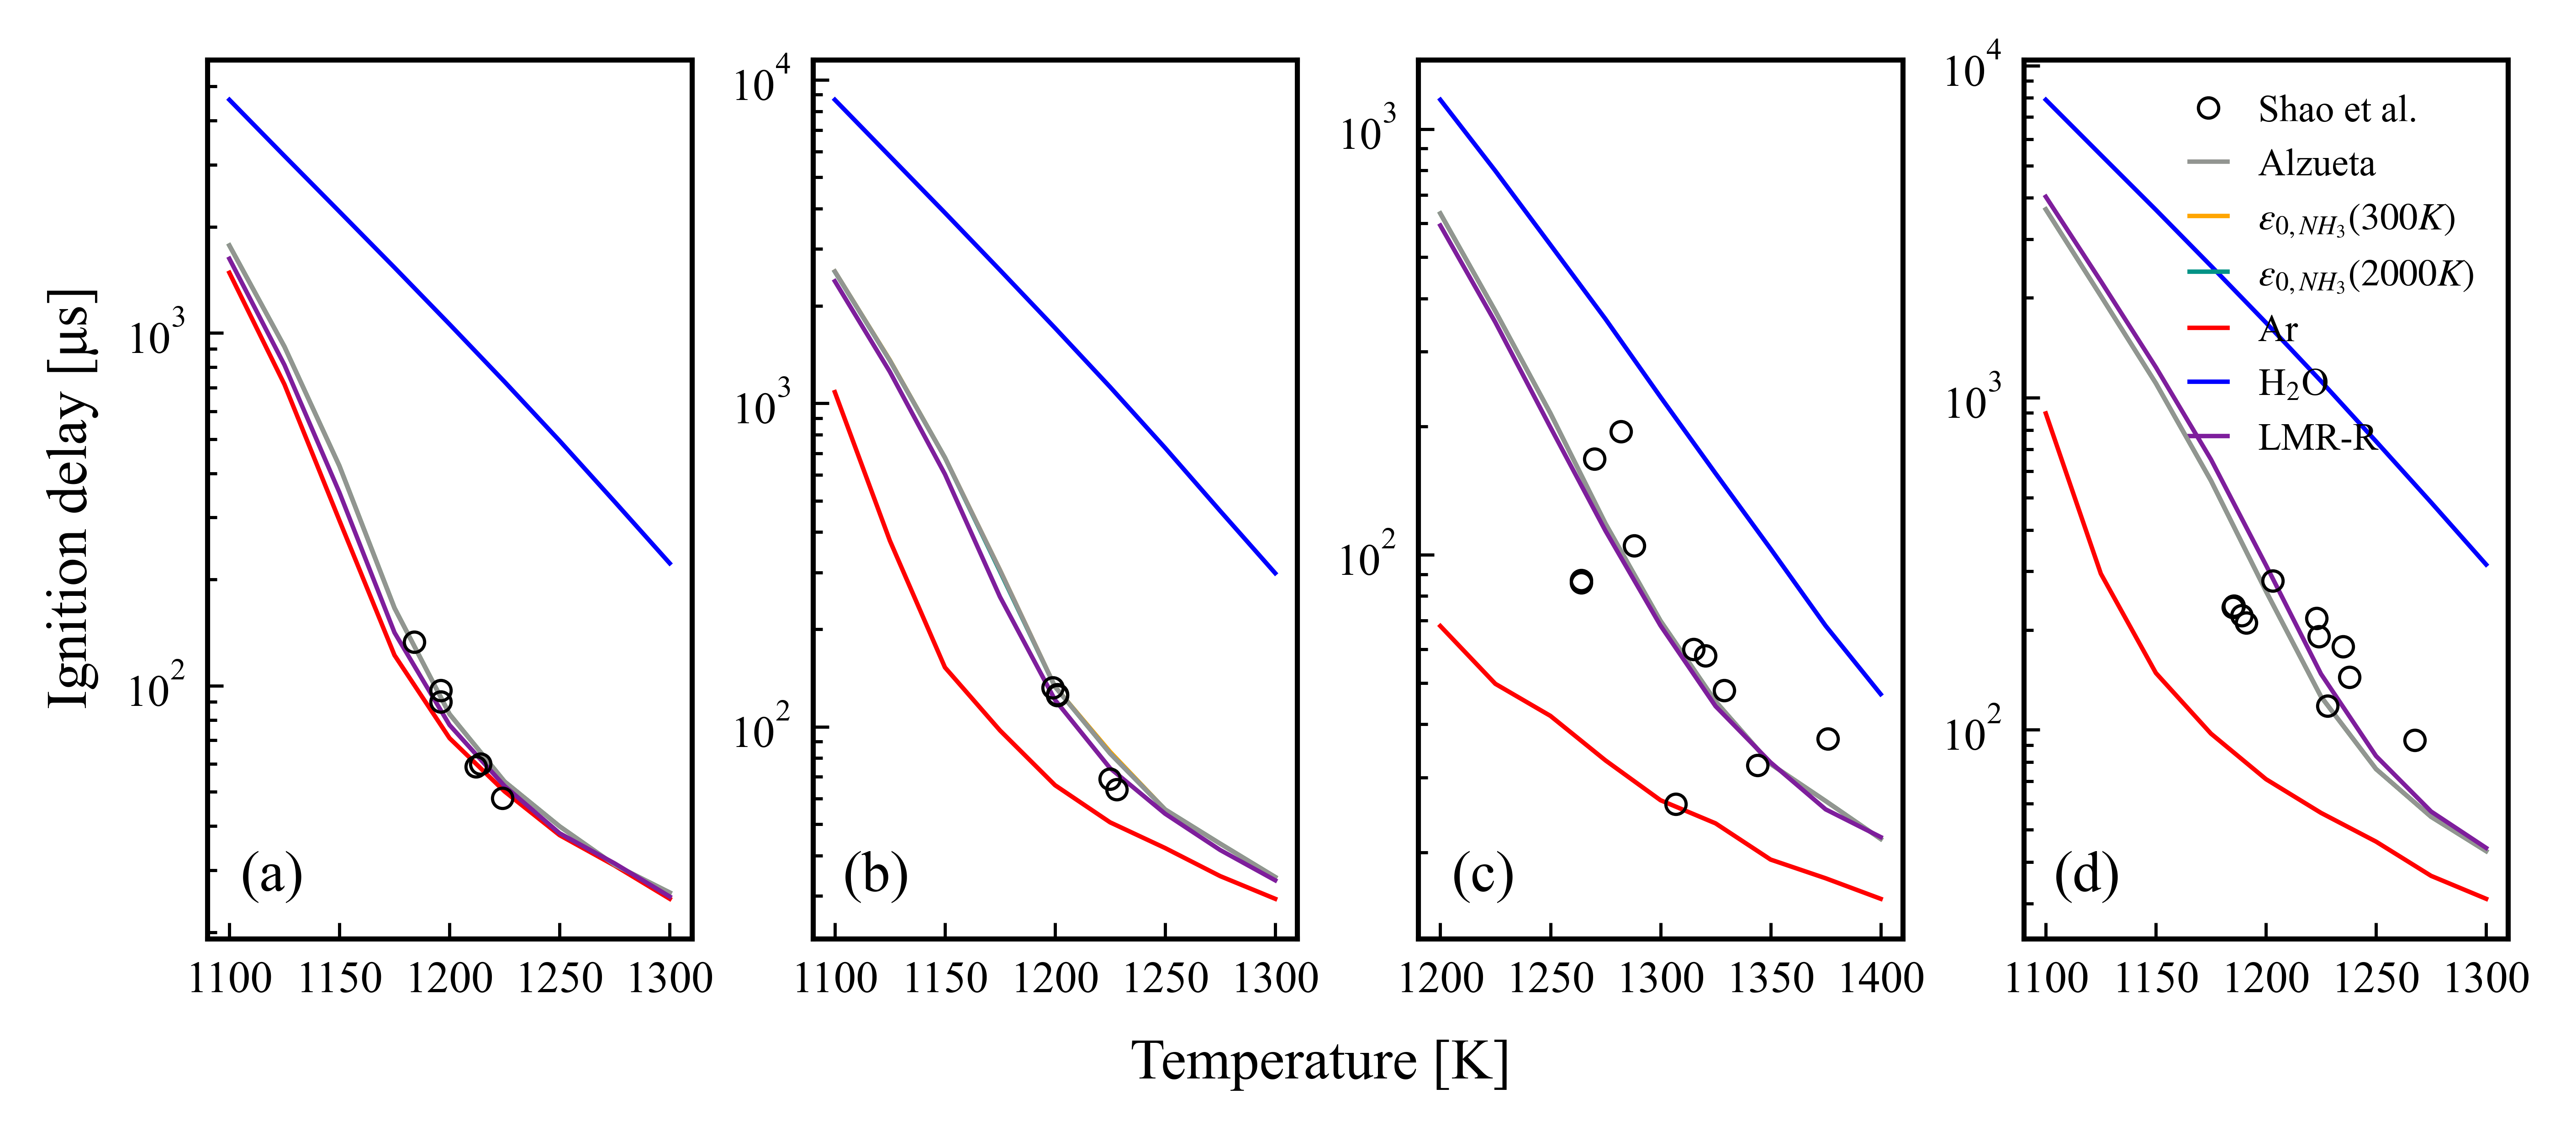 Ignition delay [μs]
10³
10²
1100 1150 1200 1250 1300
(a)
10⁴
10³
10²
1100 1150 1200 1250 1300
(b)
10³
10²
1200 1250 1300 1350 1400
(c)
10⁴
10³
10²
1100 1150 1200 1250 1300
(d)
Shao et al.
Alzueta
ε₀,NH₃(300K)
ε₀,NH₃(2000K)
Ar
H₂O
LMR-R
Temperature [K]